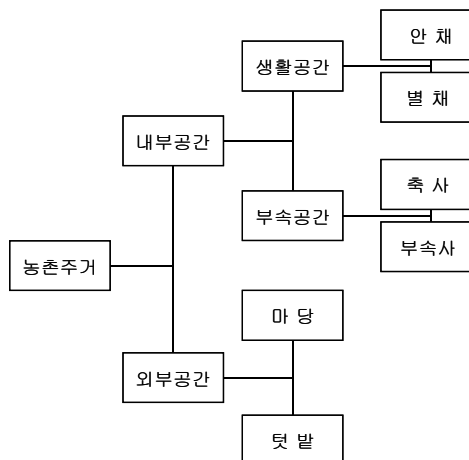 안 채
생활공간
별 채
내부공간
축 사
부속공간
부속사
농촌주거
마 당
외부공간
텃 밭